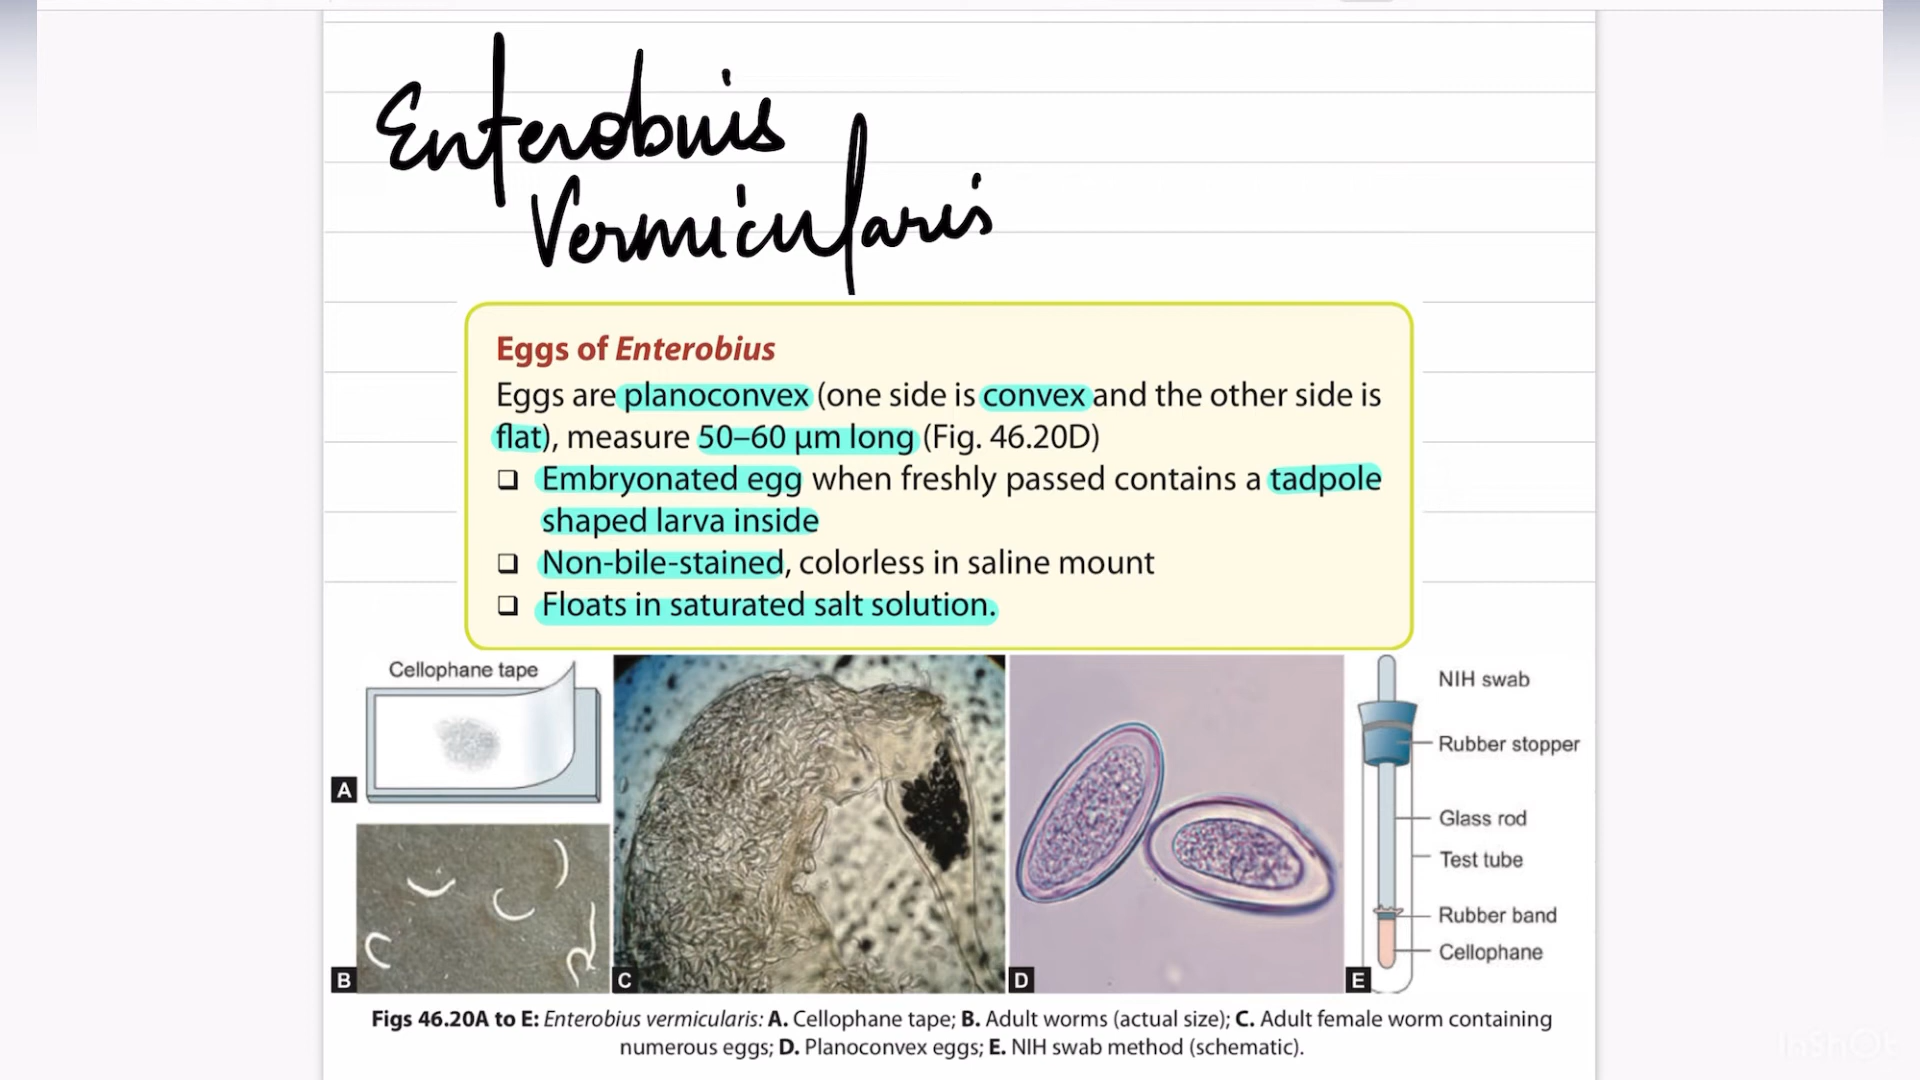 Enterobuis
Vermicularis
Eggs of Enterobius
Eggs are planoconvex (one side is convex and the other side is
flat), measure 50–60 μm long (Fig. 46.20D)
❑ Embryonated egg when freshly passed contains a tadpole
shaped larva inside
❑ Non-bile-stained, colorless in saline mount
❑ Floats in saturated salt solution.
Cellophane tape
A
B
C
D
NIH swab
Rubber stopper
Glass rod
Test tube
Rubber band
Cellophane
E
Figs 46.20A to E: Enterobius vermicularis: A. Cellophane tape; B. Adult worms (actual size); C. Adult female worm containing
numerous eggs; D. Planoconvex eggs; E. NIH swab method (schematic).
InShOt